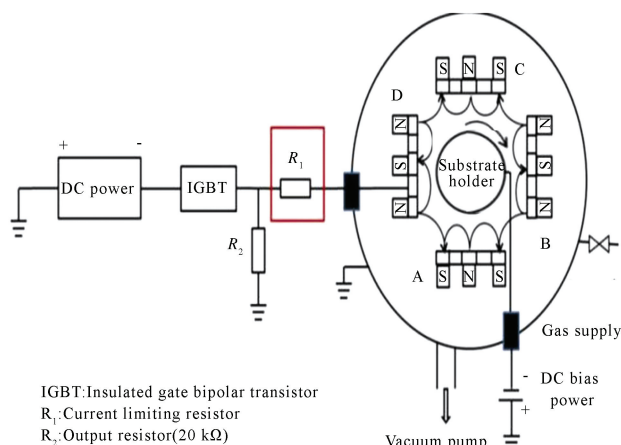 S N S C
D
N N
+ -
R1
DC power IGBT S Substrate holder S
R2
N N
B
A
S N S
Gas supply
- DC bias power
+
IGBT:Insulated gate bipolar transistor
R1:Current limiting resistor
R2:Output resistor(20 kΩ)
Vacuum pump